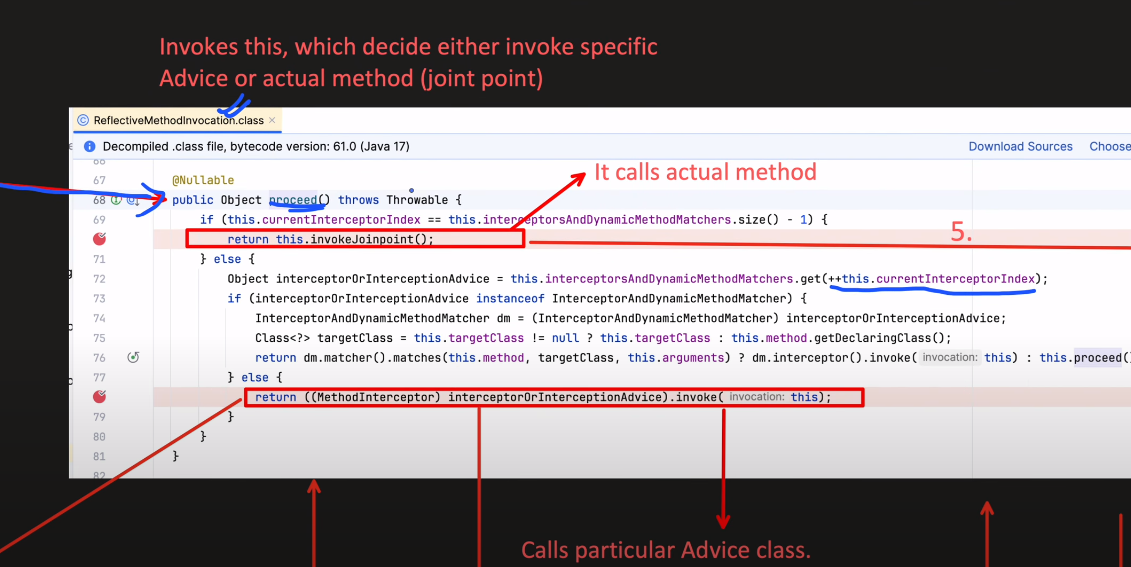 Invokes this, which decide either invoke specific
Advice or actual method (joint point)
ReflectiveMethodInvocation.class ×
Decompiled .class file, bytecode version: 61.0 (Java 17)
Download Sources
Choose
It calls actual method
67 @Nullable
68 public Object proceed() throws Throwable {
69 if (this.currentInterceptorIndex == this.interceptorsAndDynamicMethodMatchers.size() - 1) {
return this.invokeJoinpoint();
5.
71 } else {
72 Object interceptorOrInterceptionAdvice = this.interceptorsAndDynamicMethodMatchers.get(++this.currentInterceptorIndex);
73 if (interceptorOrInterceptionAdvice instanceof InterceptorAndDynamicMethodMatcher) {
74 InterceptorAndDynamicMethodMatcher dm = (InterceptorAndDynamicMethodMatcher) interceptorOrInterceptionAdvice;
75 Class<?> targetClass = this.targetClass != null ? this.targetClass : this.method.getDeclaringClass();
76 return dm.matcher().matches(this.method, targetClass, this.arguments) ? dm.interceptor().invoke( invocation: this) : this.proceed()
77 } else {
return ((MethodInterceptor) interceptorOrInterceptionAdvice).invoke( invocation: this);
79 }
80 }
81 }
82
Calls particular Advice class.